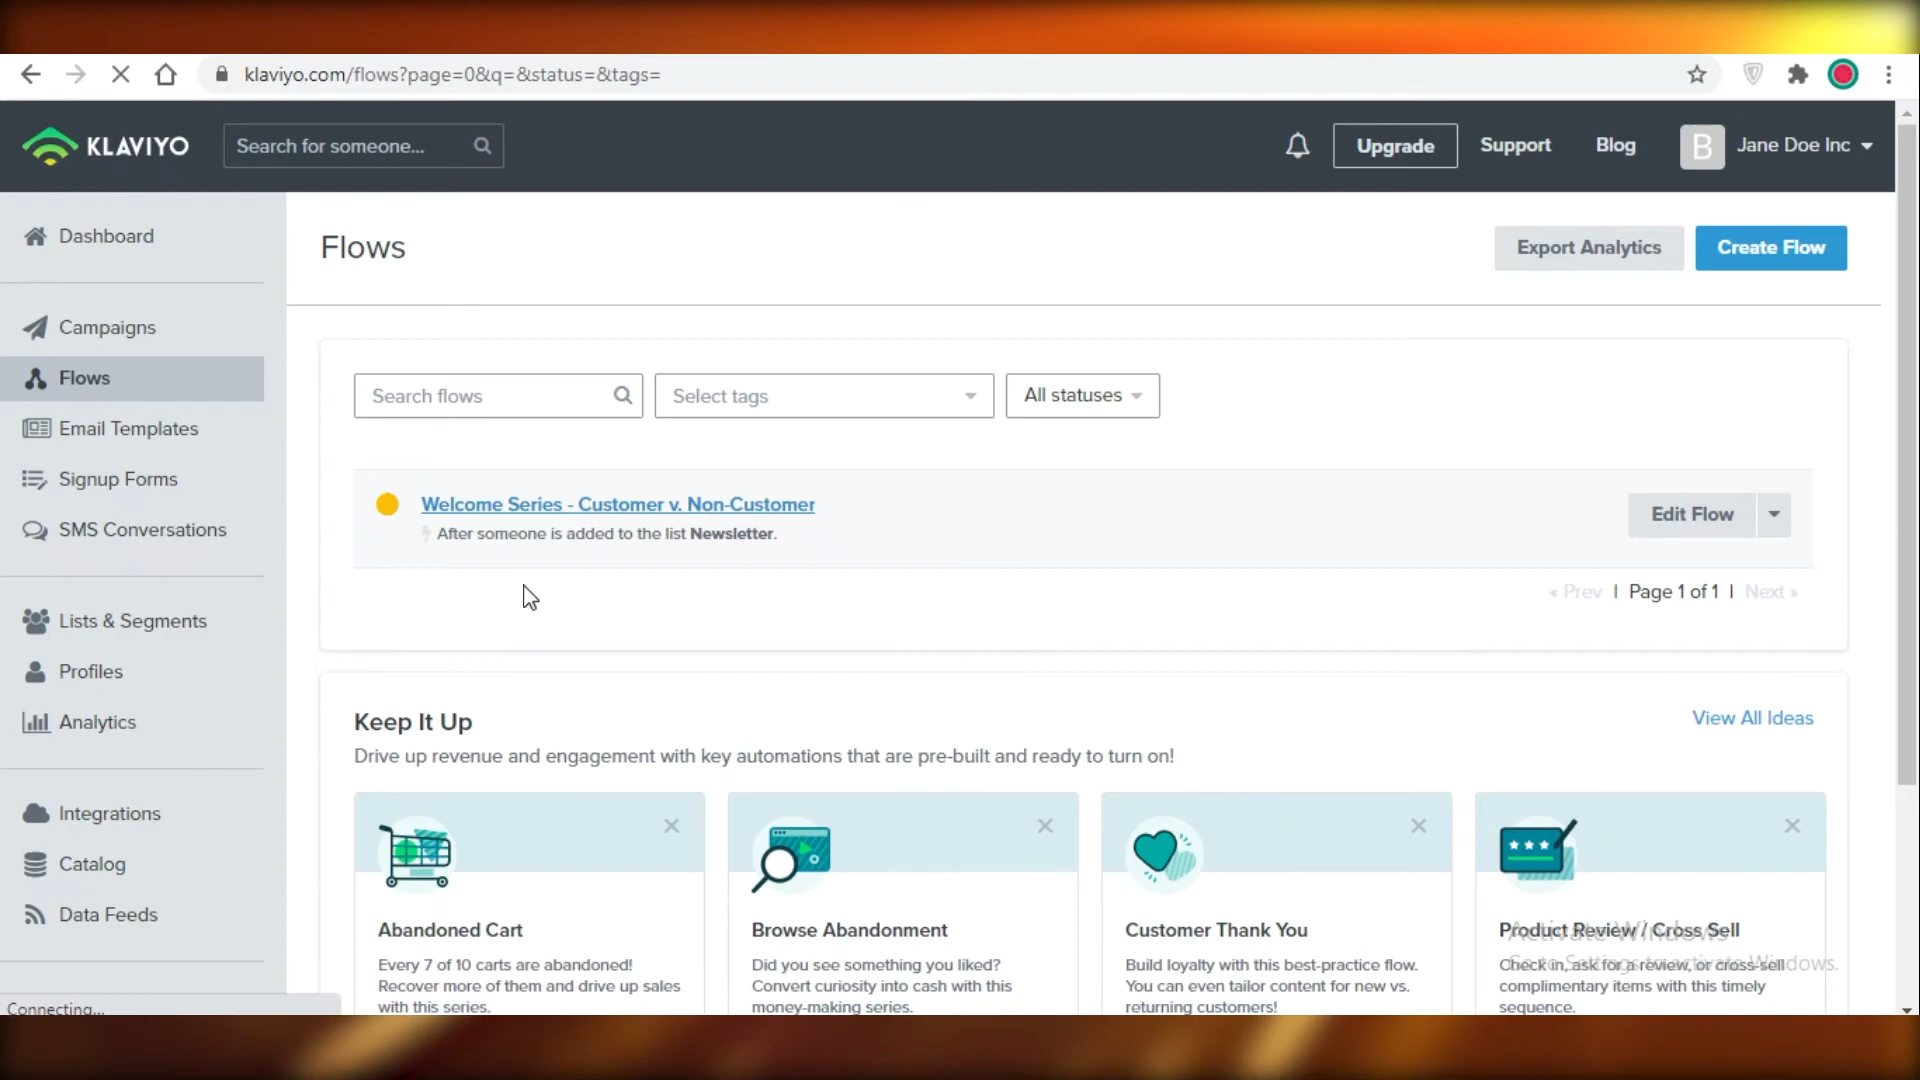 klaviyo.com/flows?page=0&q=&status=&tags=
KLAVIYO
Search for someone...
Upgrade
Support
Blog
B
Jane Doe Inc
Dashboard
Campaigns
Flows
Email Templates
Signup Forms
SMS Conversations
Lists & Segments
Profiles
Analytics
Integrations
Catalog
Data Feeds
Connecting...
Flows
Export Analytics
Create Flow
Search flows
Select tags
All statuses
Welcome Series - Customer v. Non-Customer
After someone is added to the list Newsletter.
Edit Flow
« Prev | Page 1 of 1 | Next »
Keep It Up
View All Ideas
Drive up revenue and engagement with key automations that are pre-built and ready to turn on!
Abandoned Cart
Every 7 of 10 carts are abandoned!
Recover more of them and drive up sales
with this series.
Browse Abandonment
Did you see something you liked?
Convert curiosity into cash with this
money-making series.
Customer Thank You
Build loyalty with this best-practice flow.
You can even tailor content for new vs.
returning customers!
Product Review / Cross Sell
Check in, ask for a review, or cross-sell
complimentary items with this timely
sequence.
Activate Windows
Go to Settings to activate Windows.